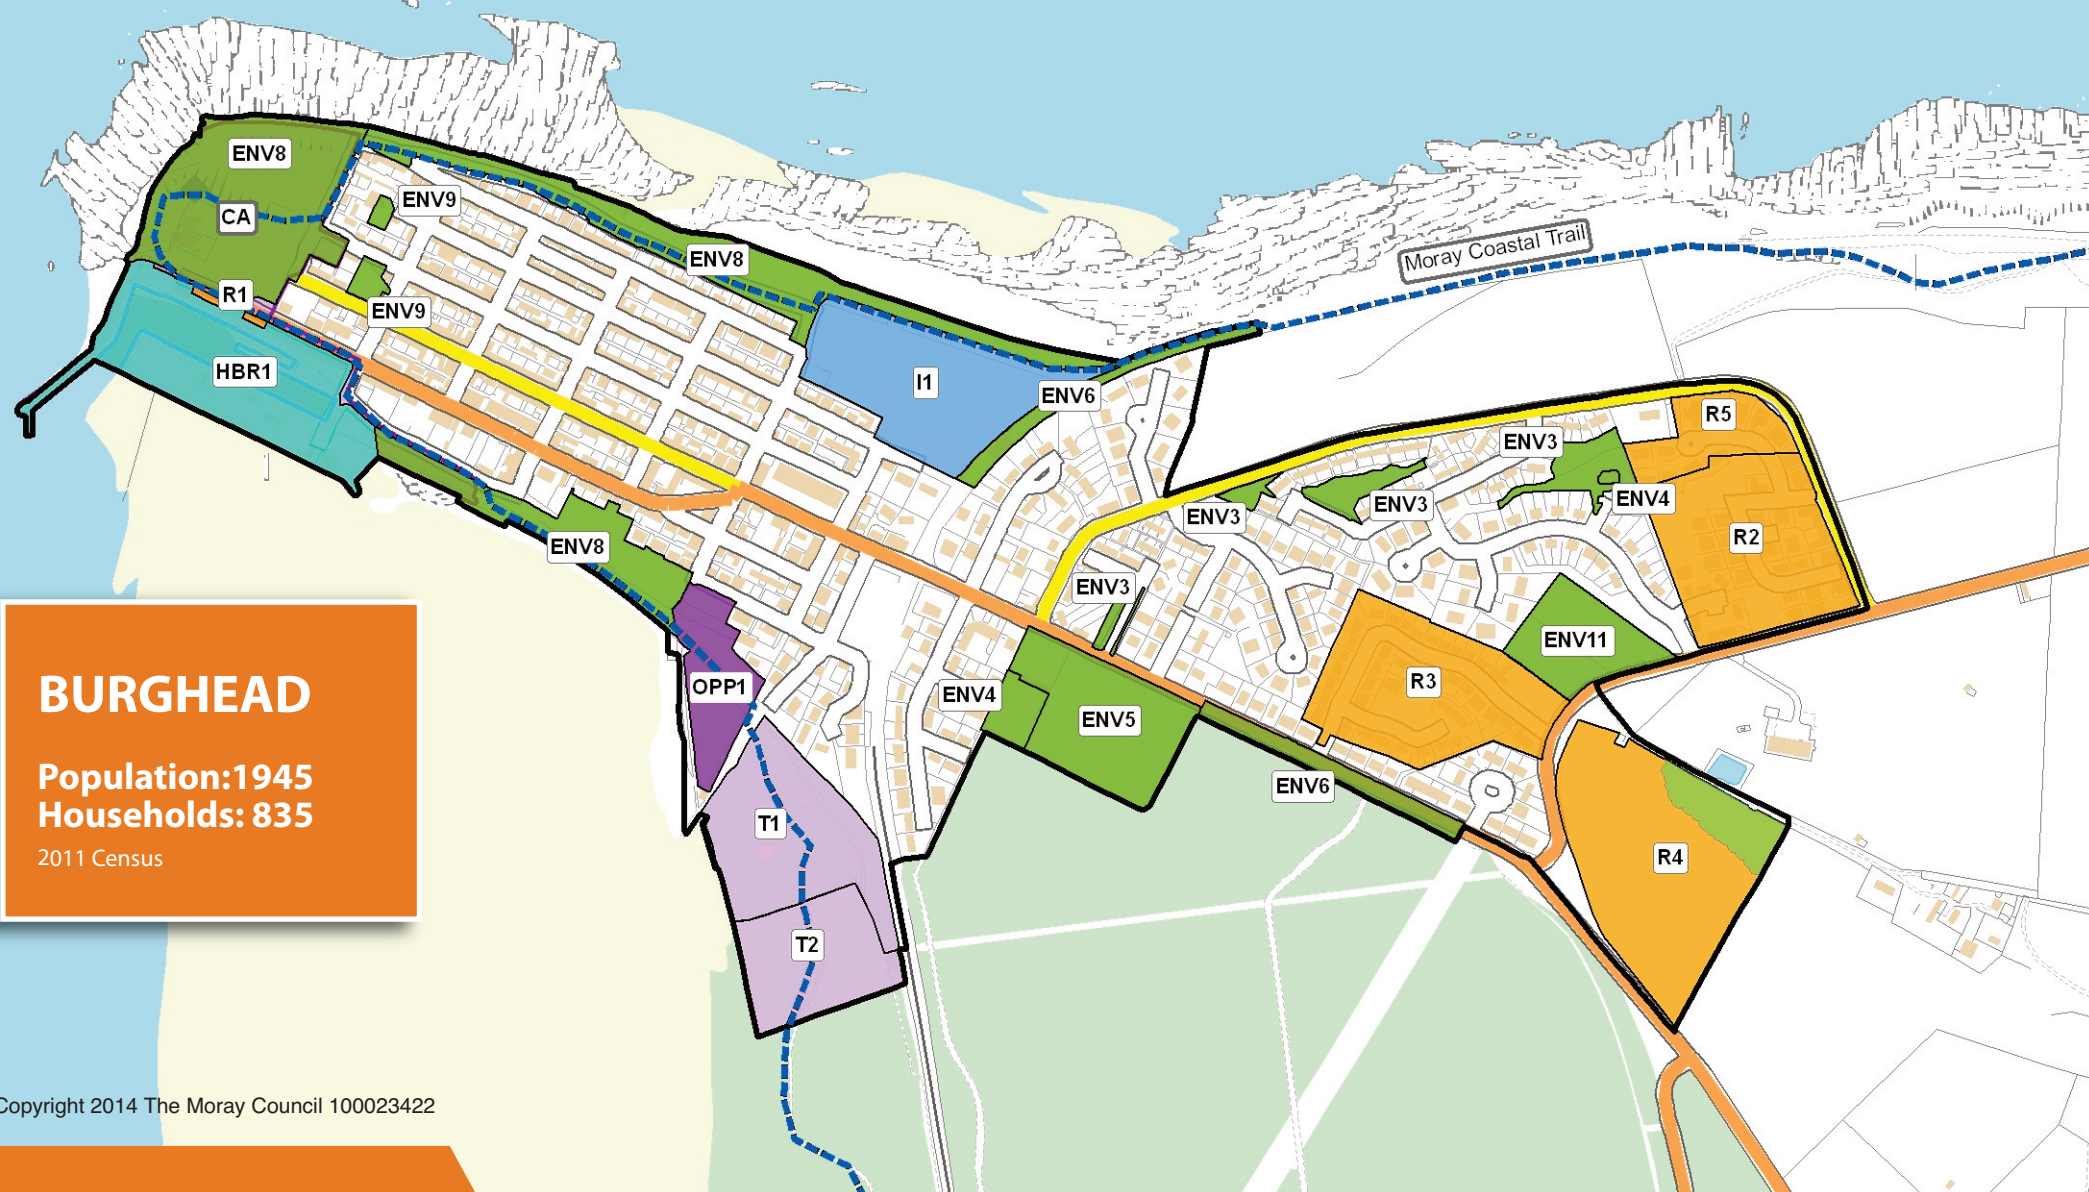 ENV8
ENV9
CA
ENV8
Moray Coastal Trail
R1
ENV9
HBR1
I1
ENV6
R5
ENV3
ENV4
ENV3
ENV3
R2
ENV8
ENV3
ENV11
OPP1
ENV4
R3
ENV5
ENV6
T1
R4
T2
BURGHEAD
Population:1945
Households: 835
2011 Census
Copyright 2014 The Moray Council 100023422